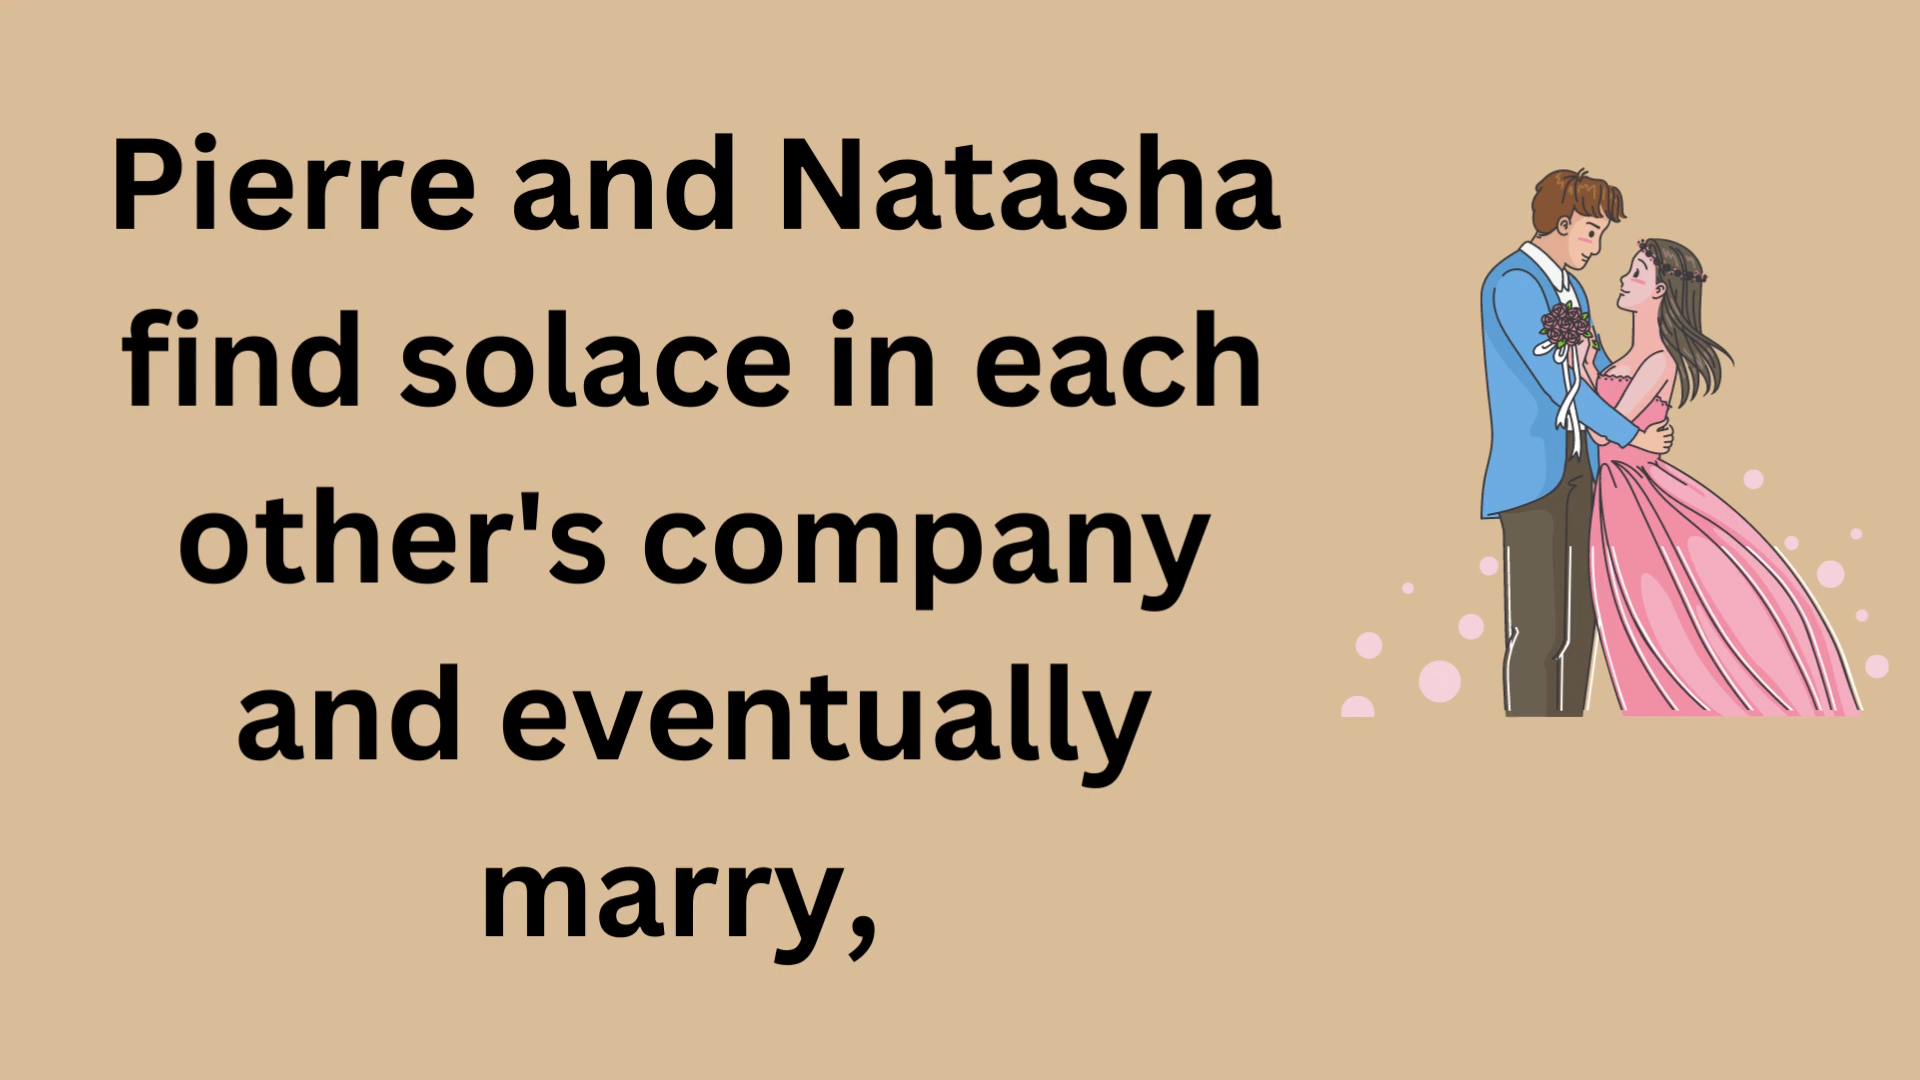 Pierre and Natasha
find solace in each
other's company
and eventually
marry,